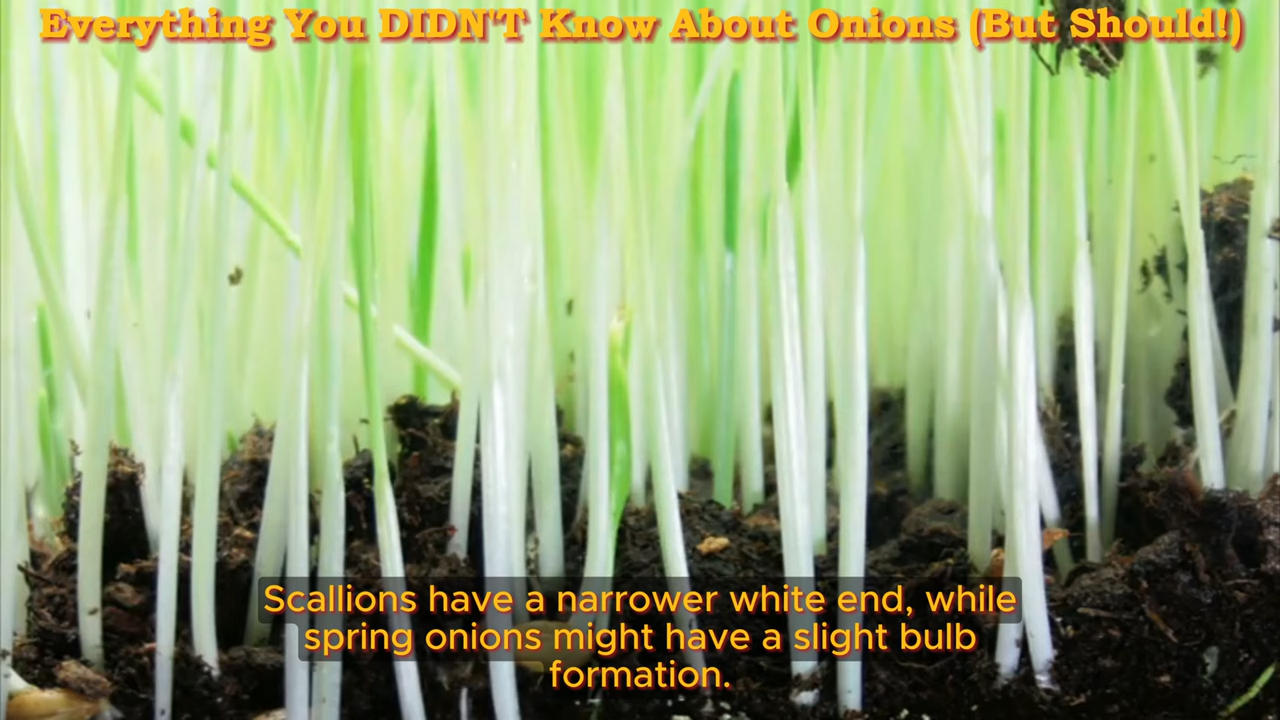 Everything You DIDN'T Know About Onions (But Should!)
Scallions have a narrower white end, while
spring onions might have a slight bulb
formation.